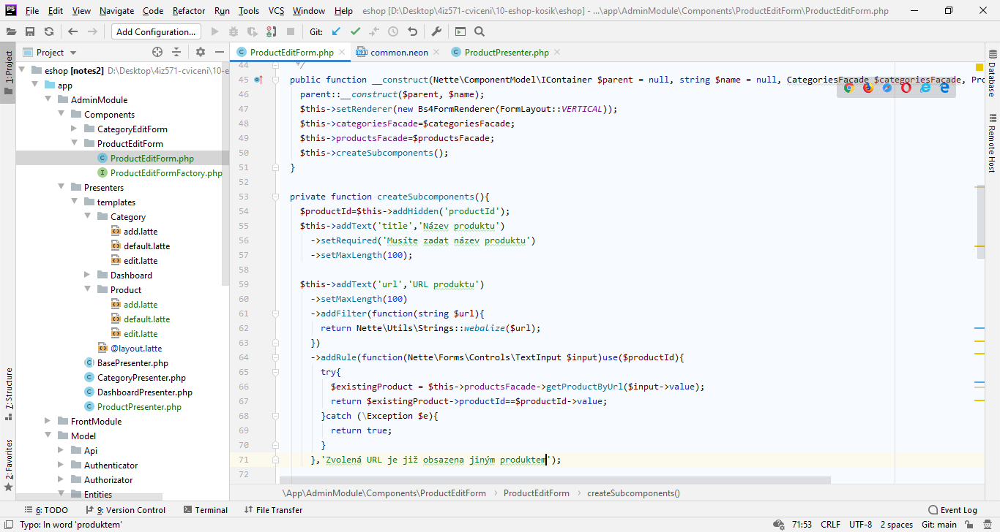 File Edit View Navigate Code Refactor Run Tools VCS Window Help eshop [D:\Desktop\4iz571-cviceni\10-eshop-kosik\eshop] - ...\app\AdminModule\Components\ProductEditForm\ProductEditForm.php
Add Configuration... Git:
Project
ProductEditForm.php common.neon ProductPresenter.php
1: Project
7: Structure
2: Favorites
eshop [notes2] D:\Desktop\4iz571-cviceni\10-e
app
AdminModule
Components
CategoryEditForm
ProductEditForm
ProductEditForm.php
ProductEditFormFactory.php
Presenters
templates
Category
add.latte
default.latte
edit.latte
Dashboard
Product
add.latte
default.latte
edit.latte
@layout.latte
BasePresenter.php
CategoryPresenter.php
DashboardPresenter.php
ProductPresenter.php
FrontModule
Model
Api
Authenticator
Authorizator
Entities
44 */
45 public function __construct(Nette\ComponentModel\IContainer $parent = null, string $name = null, CategoriesFacade $categoriesFacade, Pro
46 parent::__construct($parent, $name);
47 $this->setRenderer(new Bs4FormRenderer(FormLayout::VERTICAL));
48 $this->categoriesFacade=$categoriesFacade;
49 $this->productsFacade=$productsFacade;
50 $this->createSubcomponents();
51 }
52
53 private function createSubcomponents(){
54 $productId=$this->addHidden('productId');
55 $this->addText('title','Název produktu')
56 ->setRequired('Musíte zadat název produktu')
57 ->setMaxLength(100);
58
59 $this->addText('url','URL produktu')
60 ->setMaxLength(100)
61 ->addFilter(function(string $url){
62 return Nette\Utils\Strings::webalize($url);
63 })
64 ->addRule(function(Nette\Forms\Controls\TextInput $input)use($productId){
65 try{
66 $existingProduct = $this->productsFacade->getProductByUrl($input->value);
67 return $existingProduct->productId==$productId->value;
68 }catch (\Exception $e){
69 return true;
70 }
71 },'Zvolená URL je již obsazena jiným produktem');
72
Database
Remote Host
\App\AdminModule\Components\ProductEditForm › ProductEditForm › createSubcomponents()
6: TODO 9: Version Control Terminal File Transfer Event Log
Typo: In word 'produktem' 71:53 CRLF UTF-8 2 spaces Git: main